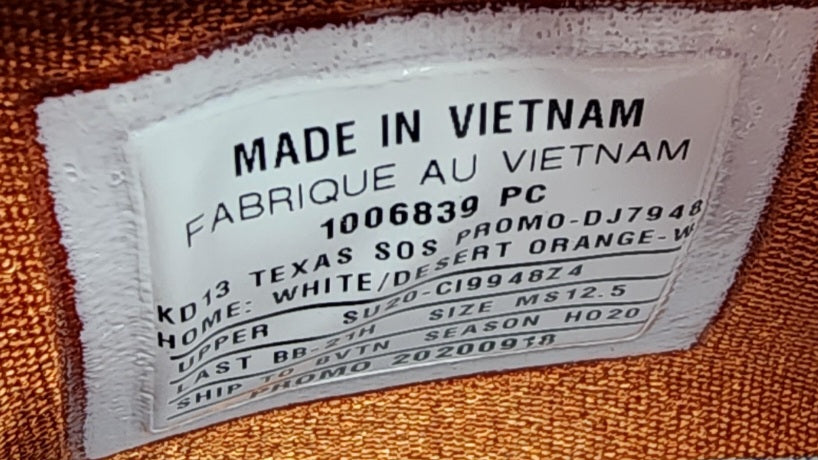 MADE IN VIETNAM
FABRIQUE AU VIETNAM
1006839 PC
KD13 TEXAS SOS PROMO-DJ7948
HOME: WHITE/DESERT ORANGE-W
UPPER SU20-CI9948Z4
LAST BB-21H SIZE MS12.5
SHIP TO 8VTN SEASON HO20
PROMO 20200918